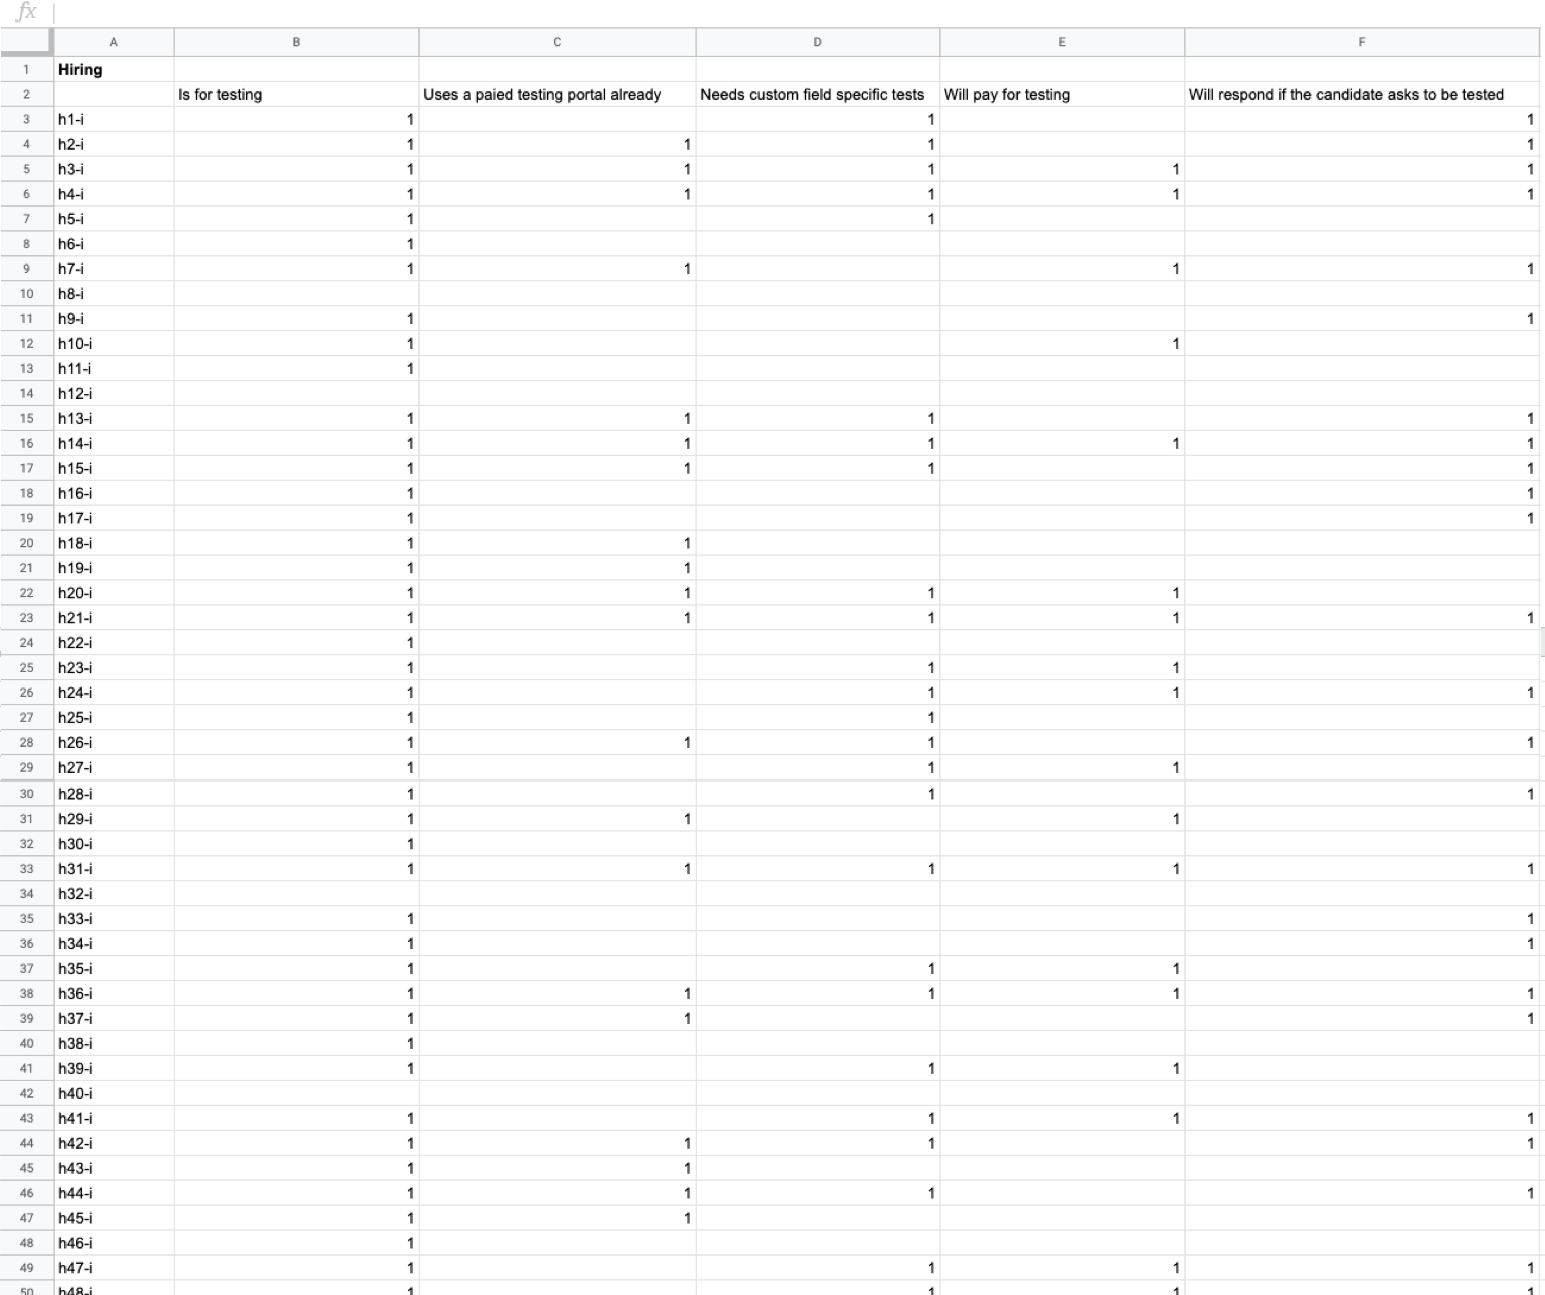 fx
A B C D E F
1 Hiring
2 Is for testing Uses a paied testing portal already Needs custom field specific tests Will pay for testing Will respond if the candidate asks to be tested
3 h1-i 1 1 1
4 h2-i 1 1 1 1
5 h3-i 1 1 1 1 1
6 h4-i 1 1 1 1 1
7 h5-i 1 1
8 h6-i 1
9 h7-i 1 1 1 1
10 h8-i
11 h9-i 1 1
12 h10-i 1 1
13 h11-i 1
14 h12-i
15 h13-i 1 1 1 1
16 h14-i 1 1 1 1 1
17 h15-i 1 1 1 1
18 h16-i 1 1
19 h17-i 1 1
20 h18-i 1 1
21 h19-i 1 1
22 h20-i 1 1 1 1
23 h21-i 1 1 1 1 1
24 h22-i 1
25 h23-i 1 1 1
26 h24-i 1 1 1 1
27 h25-i 1 1
28 h26-i 1 1 1 1
29 h27-i 1 1 1
30 h28-i 1 1 1
31 h29-i 1 1 1
32 h30-i 1
33 h31-i 1 1 1 1 1
34 h32-i
35 h33-i 1 1
36 h34-i 1 1
37 h35-i 1 1 1
38 h36-i 1 1 1 1 1
39 h37-i 1 1 1
40 h38-i 1
41 h39-i 1 1 1
42 h40-i
43 h41-i 1 1 1 1
44 h42-i 1 1 1 1
45 h43-i 1 1
46 h44-i 1 1 1 1
47 h45-i 1 1
48 h46-i 1
49 h47-i 1 1 1 1
50 h48-i 1 1 1 1